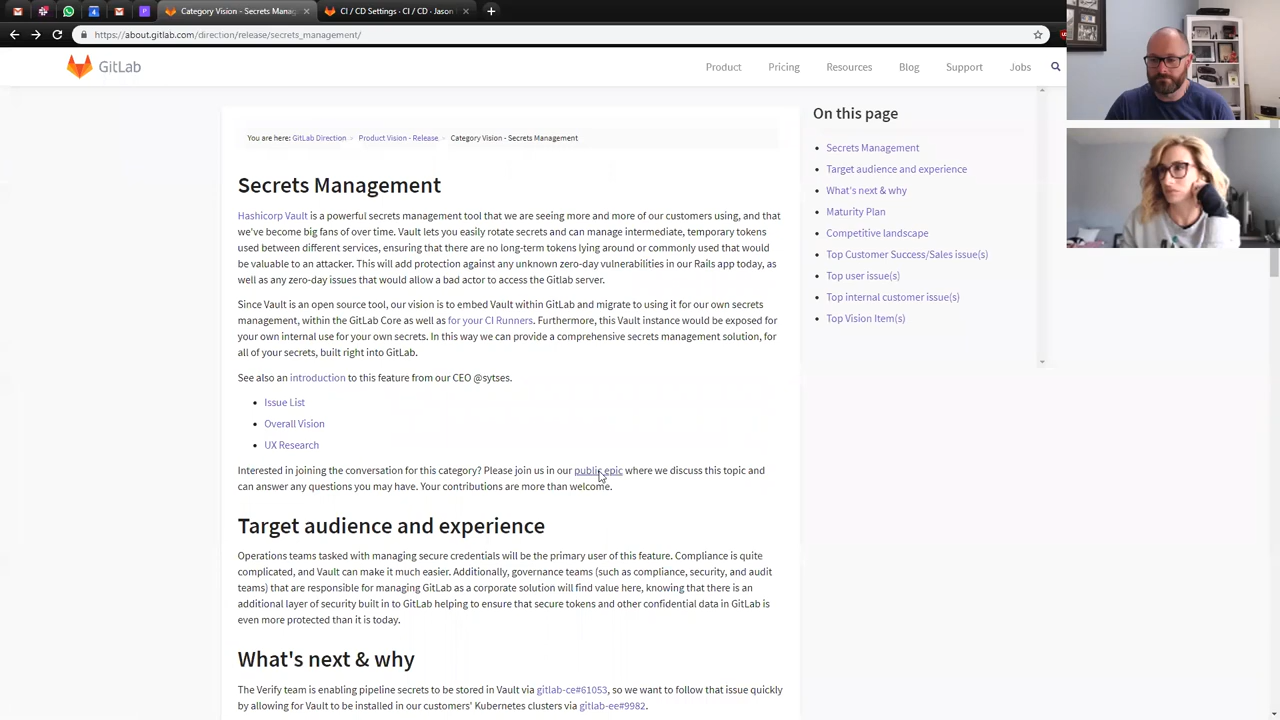 Category Vision - Secrets Manag
CI / CD Settings · CI / CD · Jason
https://about.gitlab.com/direction/release/secrets_management/
GitLab
Product
Pricing
Resources
Blog
Support
Jobs
You are here: GitLab Direction
Product Vision - Release
Category Vision - Secrets Management
Secrets Management
Hashicorp Vault is a powerful secrets management tool that we are seeing more and more of our customers using, and that
we've become big fans of over time. Vault lets you easily rotate secrets and can manage intermediate, temporary tokens
used between different services, ensuring that there are no long-term tokens lying around or commonly used that would
be valuable to an attacker. This will add protection against any unknown zero-day vulnerabilities in our Rails app today, as
well as any zero-day issues that would allow a bad actor to access the Gitlab server.
Since Vault is an open source tool, our vision is to embed Vault within GitLab and migrate to using it for our own secrets
management, within the GitLab Core as well as for your CI Runners. Furthermore, this Vault instance would be exposed for
your own internal use for your own secrets. In this way we can provide a comprehensive secrets management solution, for
all of your secrets, built right into GitLab.
See also an introduction to this feature from our CEO @sytses.
Issue List
Overall Vision
UX Research
Interested in joining the conversation for this category? Please join us in our public epic where we discuss this topic and
can answer any questions you may have. Your contributions are more than welcome.
Target audience and experience
Operations teams tasked with managing secure credentials will be the primary user of this feature. Compliance is quite
complicated, and Vault can make it much easier. Additionally, governance teams (such as compliance, security, and audit
teams) that are responsible for managing GitLab as a corporate solution will find value here, knowing that there is an
additional layer of security built in to GitLab helping to ensure that secure tokens and other confidential data in GitLab is
even more protected than it is today.
What's next & why
The Verify team is enabling pipeline secrets to be stored in Vault via gitlab-ce#61053, so we want to follow that issue quickly
by allowing for Vault to be installed in our customers' Kubernetes clusters via gitlab-ee#9982.
On this page
Secrets Management
Target audience and experience
What's next & why
Maturity Plan
Competitive landscape
Top Customer Success/Sales issue(s)
Top user issue(s)
Top internal customer issue(s)
Top Vision Item(s)